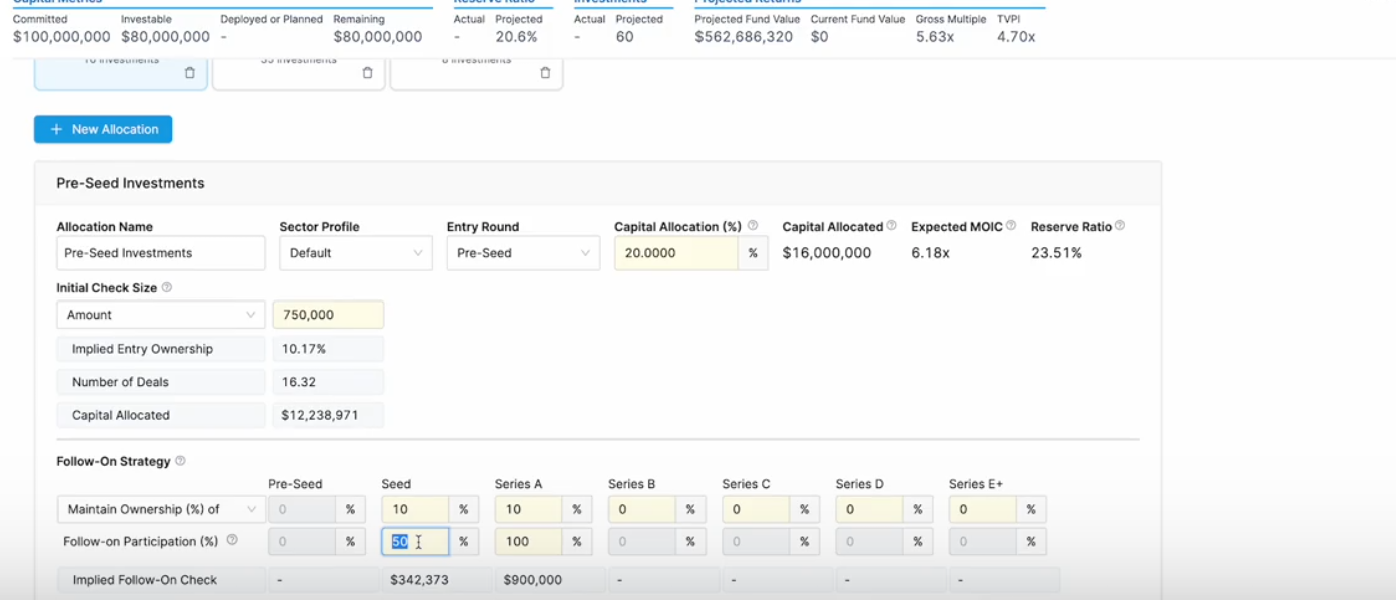 Capital Metrics Reserve Ratio Investments Projected Returns
Committed Investable Deployed or Planned Remaining Actual Projected Actual Projected Projected Fund Value Current Fund Value Gross Multiple TVPI
$100,000,000 $80,000,000 - $80,000,000 - 20.6% - 60 $562,686,320 $0 5.63x 4.70x
investments investments investments
+ New Allocation
Pre-Seed Investments
Allocation Name Sector Profile Entry Round Capital Allocation (%) Capital Allocated Expected MOIC Reserve Ratio
Pre-Seed Investments Default Pre-Seed 20.0000 % $16,000,000 6.18x 23.51%
Initial Check Size
Amount 750,000
Implied Entry Ownership 10.17%
Number of Deals 16.32
Capital Allocated $12,238,971
Follow-On Strategy
Pre-Seed Seed Series A Series B Series C Series D Series E+
Maintain Ownership (%) of 0 % 10 % 10 % 0 % 0 % 0 % 0 %
Follow-on Participation (%) 0 % 50 % 100 % 0 % 0 % 0 % 0 %
Implied Follow-On Check - $342,373 $900,000 - - - -